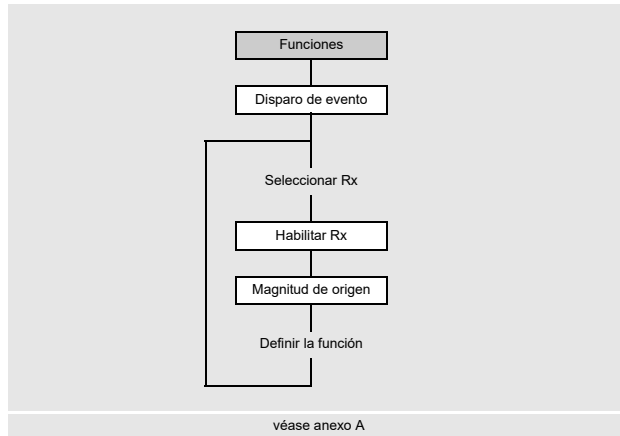 Funciones
Disparo de evento
Seleccionar Rx
Habilitar Rx
Magnitud de origen
Definir la función
véase anexo A